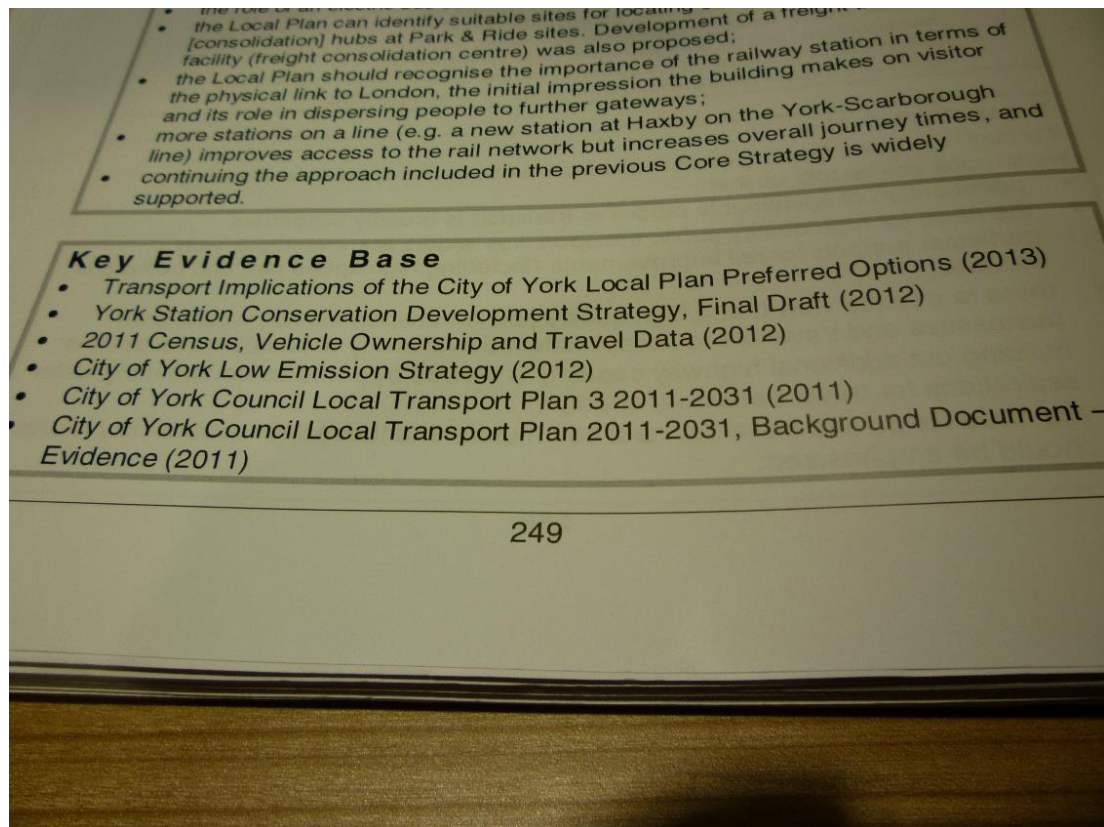 the role of an electric bus
• the Local Plan can identify suitable sites for locating
[consolidation] hubs at Park & Ride sites. Development of a freight
facility (freight consolidation centre) was also proposed;
• the Local Plan should recognise the importance of the railway station in terms of
the physical link to London, the initial impression the building makes on visitor
and its role in dispersing people to further gateways;
• more stations on a line (e.g. a new station at Haxby on the York-Scarborough
line) improves access to the rail network but increases overall journey times, and
• continuing the approach included in the previous Core Strategy is widely
supported.
Key Evidence Base
• Transport Implications of the City of York Local Plan Preferred Options (2013)
• York Station Conservation Development Strategy, Final Draft (2012)
• 2011 Census, Vehicle Ownership and Travel Data (2012)
• City of York Low Emission Strategy (2012)
• City of York Council Local Transport Plan 3 2011-2031 (2011)
• City of York Council Local Transport Plan 2011-2031, Background Document –
Evidence (2011)
249